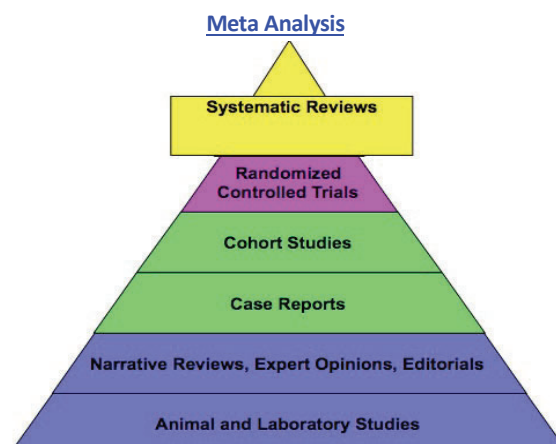 Meta Analysis
Systematic Reviews
Randomized
Controlled Trials
Cohort Studies
Case Reports
Narrative Reviews, Expert Opinions, Editorials
Animal and Laboratory Studies